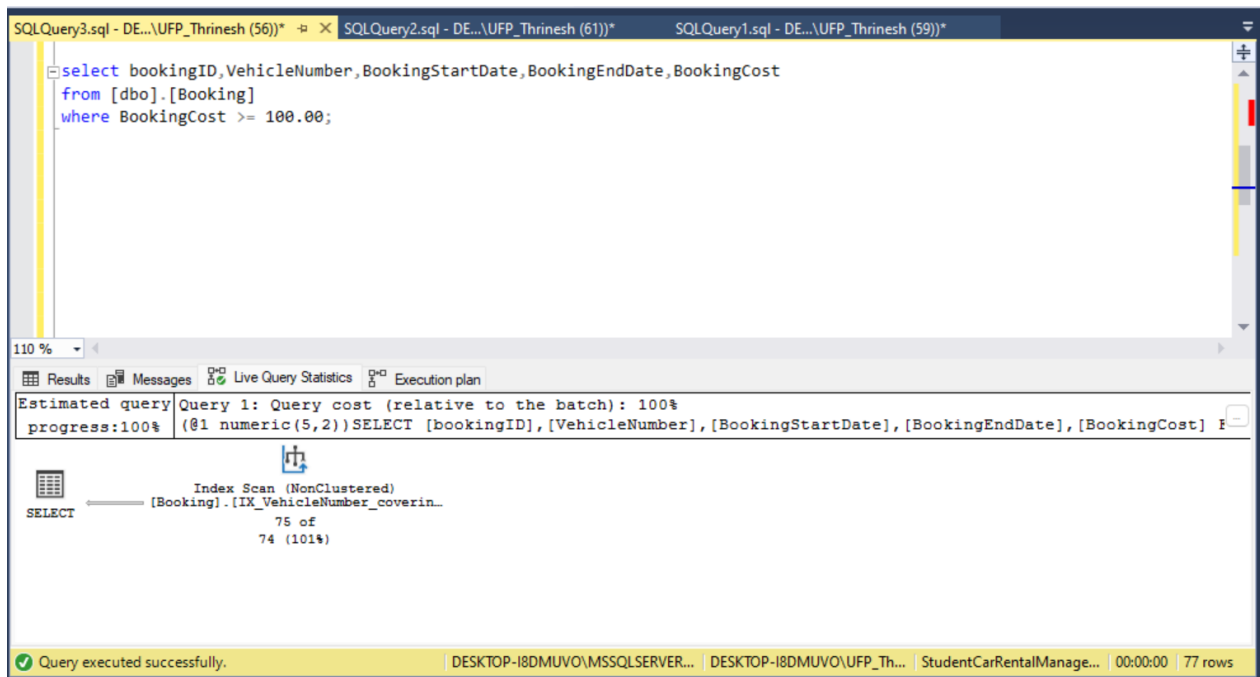 SQLQuery3.sql - DE...\UFP_Thrinesh (56))* SQLQuery2.sql - DE...\UFP_Thrinesh (61))* SQLQuery1.sql - DE...\UFP_Thrinesh (59))*
select bookingID,VehicleNumber,BookingStartDate,BookingEndDate,BookingCost
from [dbo].[Booking]
where BookingCost >= 100.00;
110 %
Results Messages Live Query Statistics Execution plan
Estimated query Query 1: Query cost (relative to the batch): 100%
progress:100% (@1 numeric(5,2))SELECT [bookingID],[VehicleNumber],[BookingStartDate],[BookingEndDate],[BookingCost]
Index Scan (NonClustered)
SELECT [Booking].[IX_VehicleNumber_coverin…
75 of
74 (101%)
Query executed successfully. DESKTOP-I8DMUVO\MSSQLSERVER... DESKTOP-I8DMUVO\UFP_Th... StudentCarRentalManage... 00:00:00 77 rows